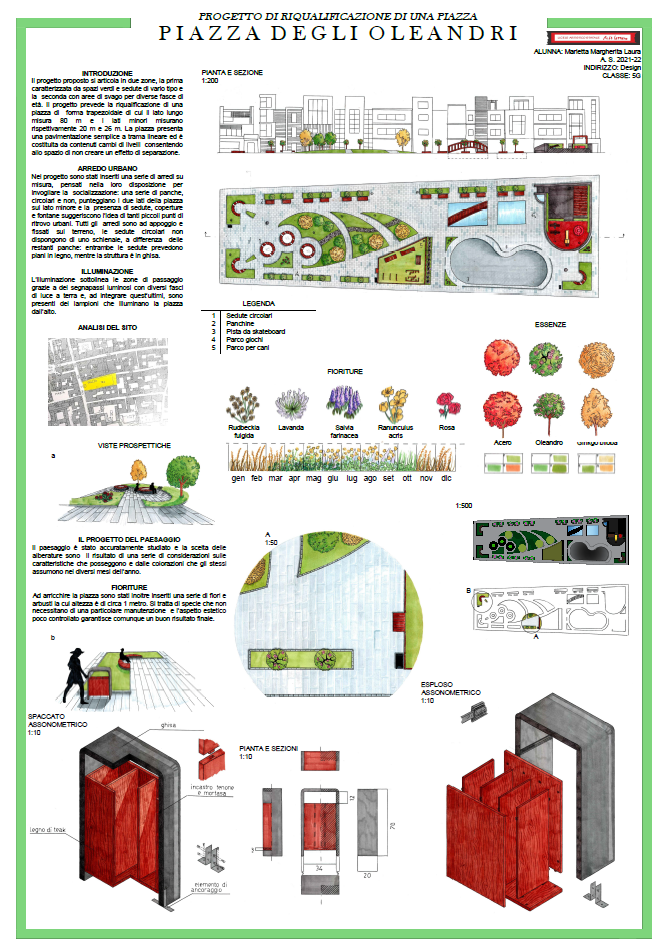 PROGETTO DI RIQUALIFICAZIONE DI UNA PIAZZA
PIAZZA DEGLI OLEANDRI
ALUNNA: Marietta Margherita Laura
A. S. 2021-22
INDIRIZZO: Design
CLASSE: 5G
INTRODUZIONE
Il progetto proposto si articola in due zone, la prima
caratterizzata da spazi verdi e sedute di vario tipo e
la seconda con aree di svago per diverse fasce di
età. Il progetto prevede la riqualificazione di una
piazza di forma trapezoidale di cui il lato lungo
misura 80 m e i lati minori misurano
rispettivamente 20 m e 26 m. La piazza presenta
una pavimentazione semplice a trama lineare ed è
costituita da contenuti cambi di livelli consentendo
allo spazio di non creare un effetto di separazione.
ARREDO URBANO
Nel progetto sono stati inseriti una serie di arredi su
misura, pensati nella loro disposizione per
invogliare la socializzazione: una serie di panche,
circolari e non, punteggiano i due lati della piazza
sul lato minore e la presenza di sedute, coperture
e fontane suggeriscono l'idea di tanti piccoli punti di
ritrovo urbani. Tutti gli arredi sono ad appoggio e
fissati sul terreno, le sedute circolari non
dispongono di uno schienale, a differenza delle
restanti panche: entrambe le sedute prevedono
piani in legno, mentre la struttura è in ghisa.
ILLUMINAZIONE
L'illuminazione sottolinea le zone di passaggio
grazie a dei segnapassi luminosi con diversi fasci
di luce a terra e, ad integrare quest'ultimi, sono
presenti dei lampioni che illuminano la piazza
dall'alto.
ANALISI DEL SITO
PIANTA E SEZIONE
1:200
LEGENDA
1 Sedute circolari
2 Panchine
3 Pista da skateboard
4 Parco giochi
5 Parco per cani
ESSENZE
Acero
Oleandro
Ginkgo biloba
FIORITURE
Rudbeckia
fulgida
Lavanda
Salvia
farinacea
Ranunculus
acris
Rosa
gen feb mar apr mag giu lug ago set ott nov dic
VISTE PROSPETTICHE
a
IL PROGETTO DEL PAESAGGIO
Il paesaggio è stato accuratamente studiato e la scelta delle
alberature sono il risultato di una serie di considerazioni sulle
caratteristiche che posseggono e dalle colorazioni che gli stessi
assumono nei diversi mesi dell'anno.
FIORITURE
Ad arricchire la piazza sono stati inoltre inseriti una serie di fiori e
arbusti la cui altezza è di circa 1 metro. Si tratta di specie che non
necessitano di una particolare manutenzione e l'aspetto estetico
poco controllato garantisce comunque un buon risultato finale.
b
A
1:50
1:500
B
A
SPACCATO
ASSONOMETRICO
1:10
ghisa
incastro tenone
e mortasa
legno di teak
elemento di
ancoraggio
PIANTA E SEZIONI
1:10
12
70
3
34
20
ESPLOSO
ASSONOMETRICO
1:10